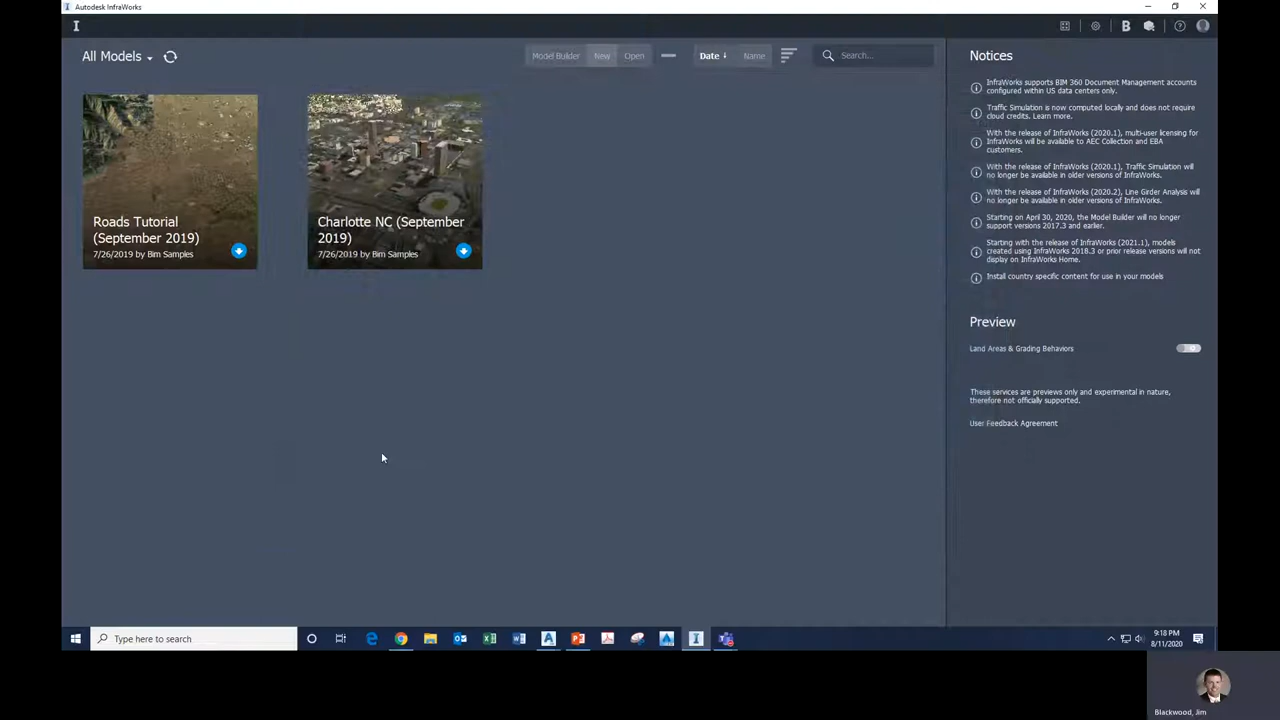 Autodesk InfraWorks
I
B
All Models
Model Builder New Open Date ↓ Name Search...
Roads Tutorial
(September 2019)
7/26/2019 by Bim Samples
Charlotte NC (September
2019)
7/26/2019 by Bim Samples
Notices
InfraWorks supports BIM 360 Document Management accounts
configured within US data centers only.
Traffic Simulation is now computed locally and does not require
cloud credits. Learn more.
With the release of InfraWorks (2020.1), multi-user licensing for
InfraWorks will be available to AEC Collection and EBA
customers.
With the release of InfraWorks (2020.1), Traffic Simulation will
no longer be available in older versions of InfraWorks.
With the release of InfraWorks (2020.2), Line Girder Analysis will
no longer be available in older versions of InfraWorks.
Starting on April 30, 2020, the Model Builder will no longer
support versions 2017.3 and earlier.
Starting with the release of InfraWorks (2021.1), models
created using InfraWorks 2018.3 or prior release versions will not
display on InfraWorks Home.
Install country specific content for use in your models
Preview
Land Areas & Grading Behaviors
These services are previews only and experimental in nature,
therefore not officially supported.
User Feedback Agreement
Type here to search
9:18 PM
8/11/2020
Blackwood, Jim